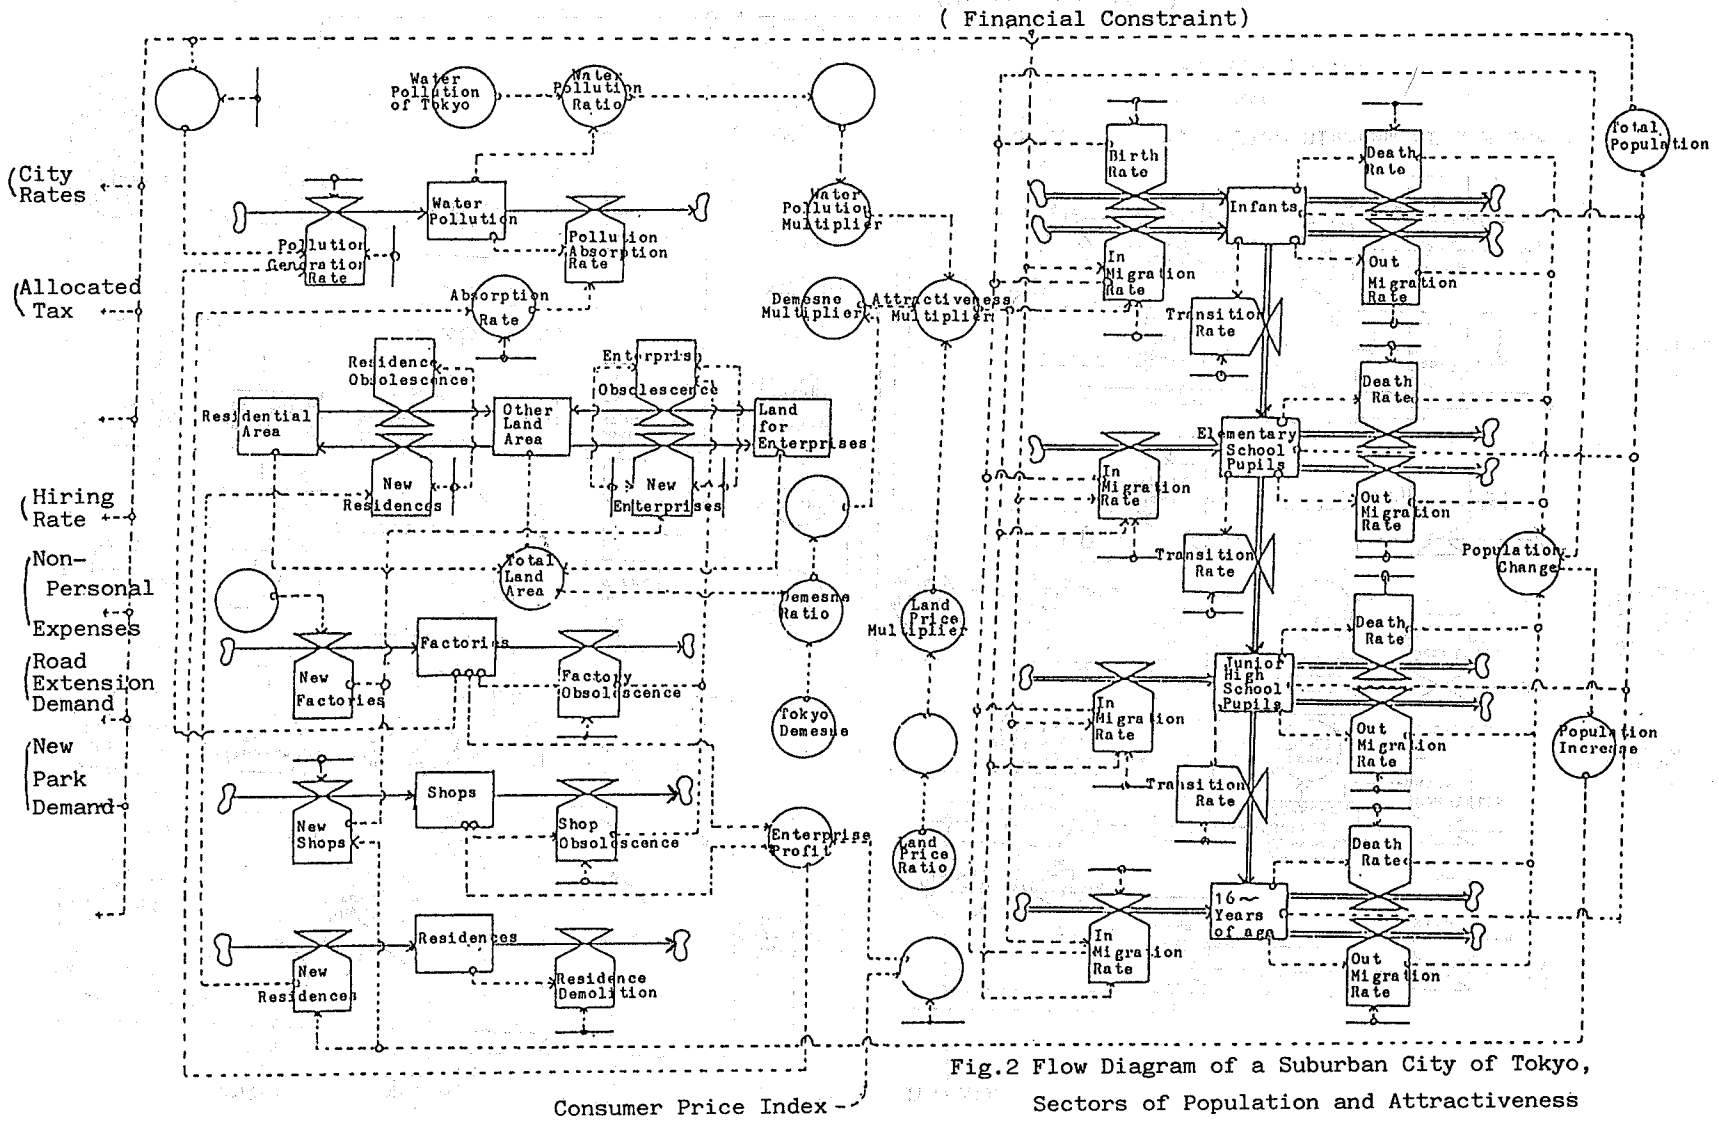 ( Financial Constraint)
(City
Rates
(Allocated
Tax
(Hiring
Rate
(Non-
Personal
Expenses
(Road
Extension
Demand
(New
Park
Demand
Water
Pollution
of Tokyo
Water
Pollution
Ratio
Water
Pollution
Pollution
Generation
Rate
Pollution
Absorption
Rate
Absorption
Rate
Water
Pollution
Multiplier
Demesne
Multiplier
Attractiveness
Multiplier
Residence
Obsolescence
Enterprise
Obsolescence
Residential
Area
Other
Land
Area
Land
for
Enterprises
New
Residences
New
Enterprises
Total
Land
Area
Demesne
Ratio
Tokyo
Demesne
Land
Price
Multiplier
Land
Price
Ratio
Factories
New
Factories
Factory
Obsolescence
Shops
New
Shops
Shop
Obsolescence
Enterprise
Profit
Residences
New
Residences
Residence
Demolition
Birth
Rate
Death
Rate
Total
Population
Infants
In
Migration
Rate
Out
Migration
Rate
Transition
Rate
Death
Rate
Elementary
School
Pupils
In
Migration
Rate
Out
Migration
Rate
Transition
Rate
Population
Change
Death
Rate
Junior
High
School
Pupils
In
Migration
Rate
Out
Migration
Rate
Population
Increase
Transition
Rate
Death
Rate
16~
Years
of age
In
Migration
Rate
Out
Migration
Rate
Consumer Price Index
Fig.2 Flow Diagram of a Suburban City of Tokyo,
Sectors of Population and Attractiveness